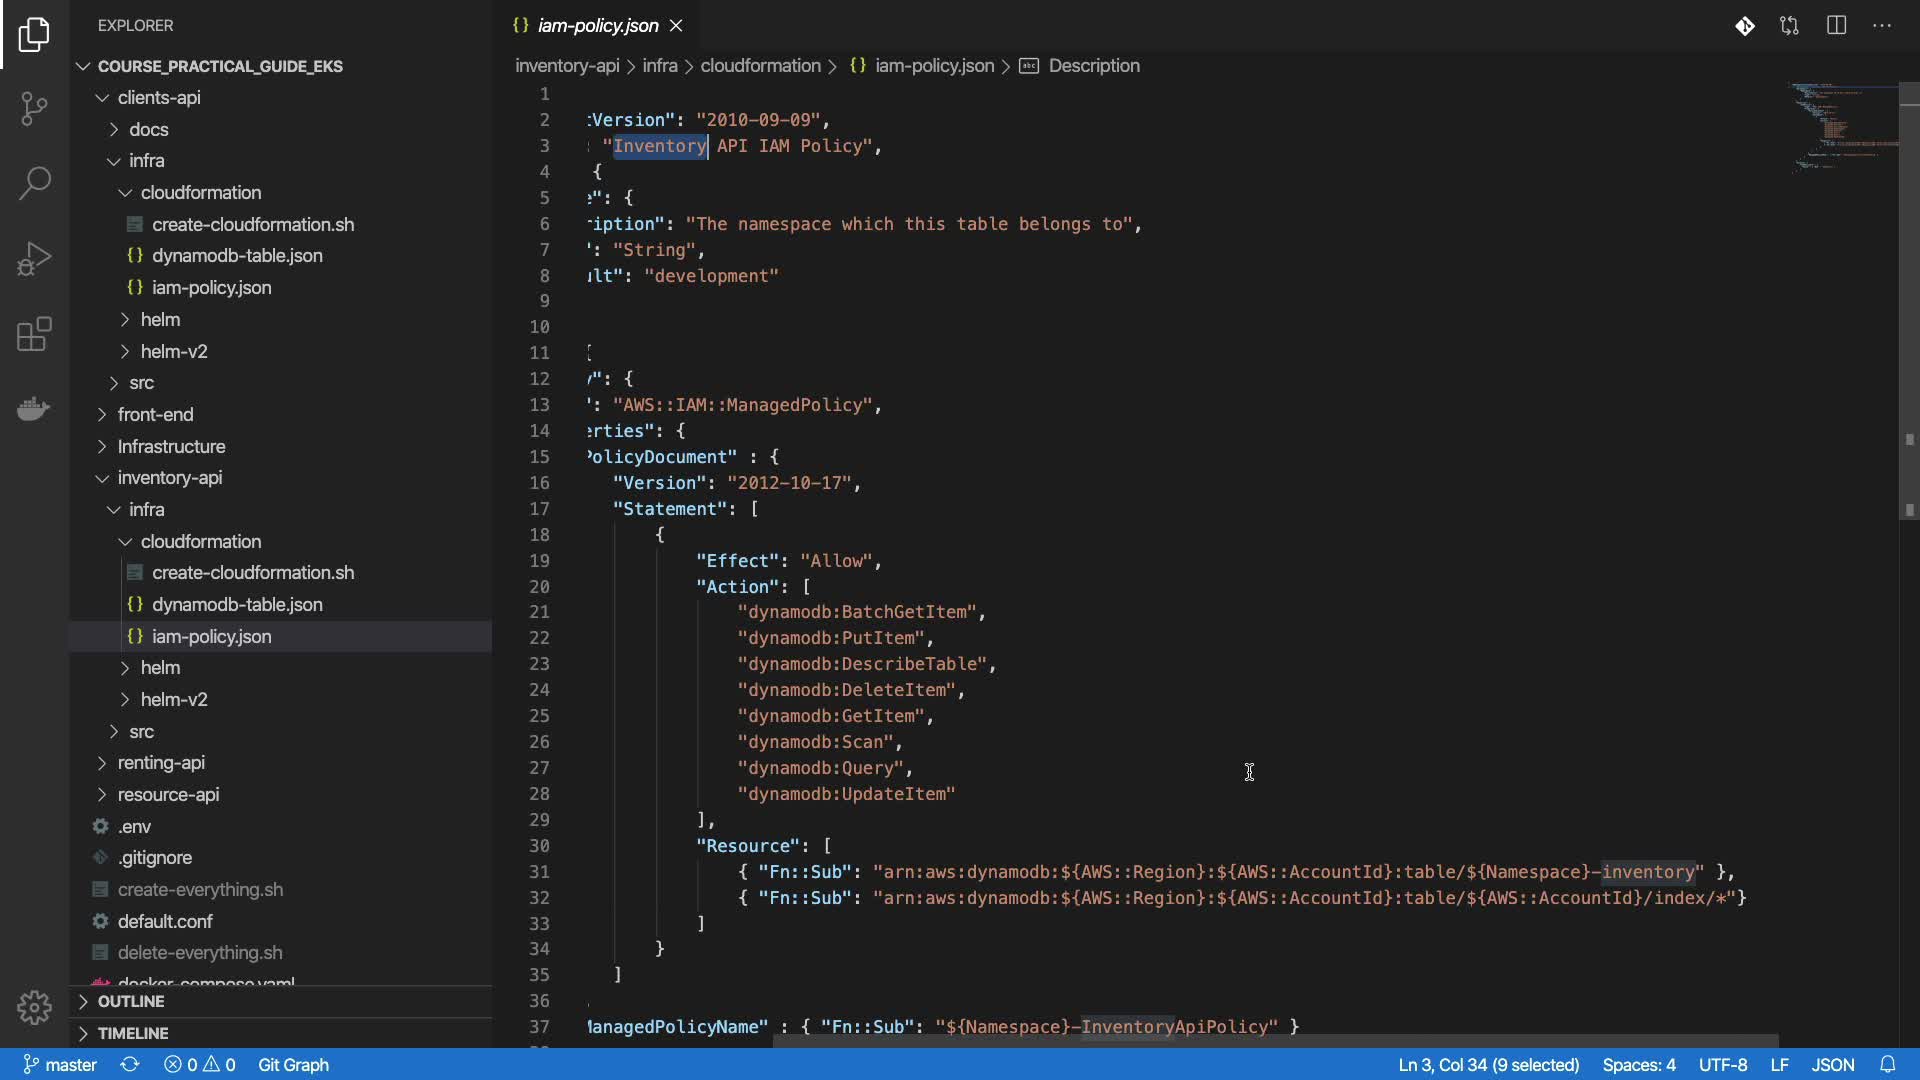 EXPLORER
COURSE_PRACTICAL_GUIDE_EKS
clients-api
docs
infra
cloudformation
create-cloudformation.sh
{} dynamodb-table.json
{} iam-policy.json
helm
helm-v2
src
front-end
Infrastructure
inventory-api
infra
cloudformation
create-cloudformation.sh
{} dynamodb-table.json
{} iam-policy.json
helm
helm-v2
src
renting-api
resource-api
.env
.gitignore
create-everything.sh
default.conf
delete-everything.sh
docker-compose.yaml
OUTLINE
TIMELINE
{} iam-policy.json
inventory-api > infra > cloudformation > {} iam-policy.json > abc Description
1
2 :Version": "2010-09-09",
3 : "Inventory API IAM Policy",
4 {
5 e": {
6 ription": "The namespace which this table belongs to",
7 ": "String",
8 ult": "development"
9
10
11 {
12 y": {
13 ": "AWS::IAM::ManagedPolicy",
14 erties": {
15 PolicyDocument" : {
16 "Version": "2012-10-17",
17 "Statement": [
18 {
19 "Effect": "Allow",
20 "Action": [
21 "dynamodb:BatchGetItem",
22 "dynamodb:PutItem",
23 "dynamodb:DescribeTable",
24 "dynamodb:DeleteItem",
25 "dynamodb:GetItem",
26 "dynamodb:Scan",
27 "dynamodb:Query",
28 "dynamodb:UpdateItem"
29 ],
30 "Resource": [
31 { "Fn::Sub": "arn:aws:dynamodb:${AWS::Region}:${AWS::AccountId}:table/${Namespace}-inventory" },
32 { "Fn::Sub": "arn:aws:dynamodb:${AWS::Region}:${AWS::AccountId}:table/${AWS::AccountId}/index/*"}
33 ]
34 }
35 ]
36
37 ManagedPolicyName" : { "Fn::Sub": "${Namespace}-InventoryApiPolicy" }
master 0 0 Git Graph Ln 3, Col 34 (9 selected) Spaces: 4 UTF-8 LF JSON